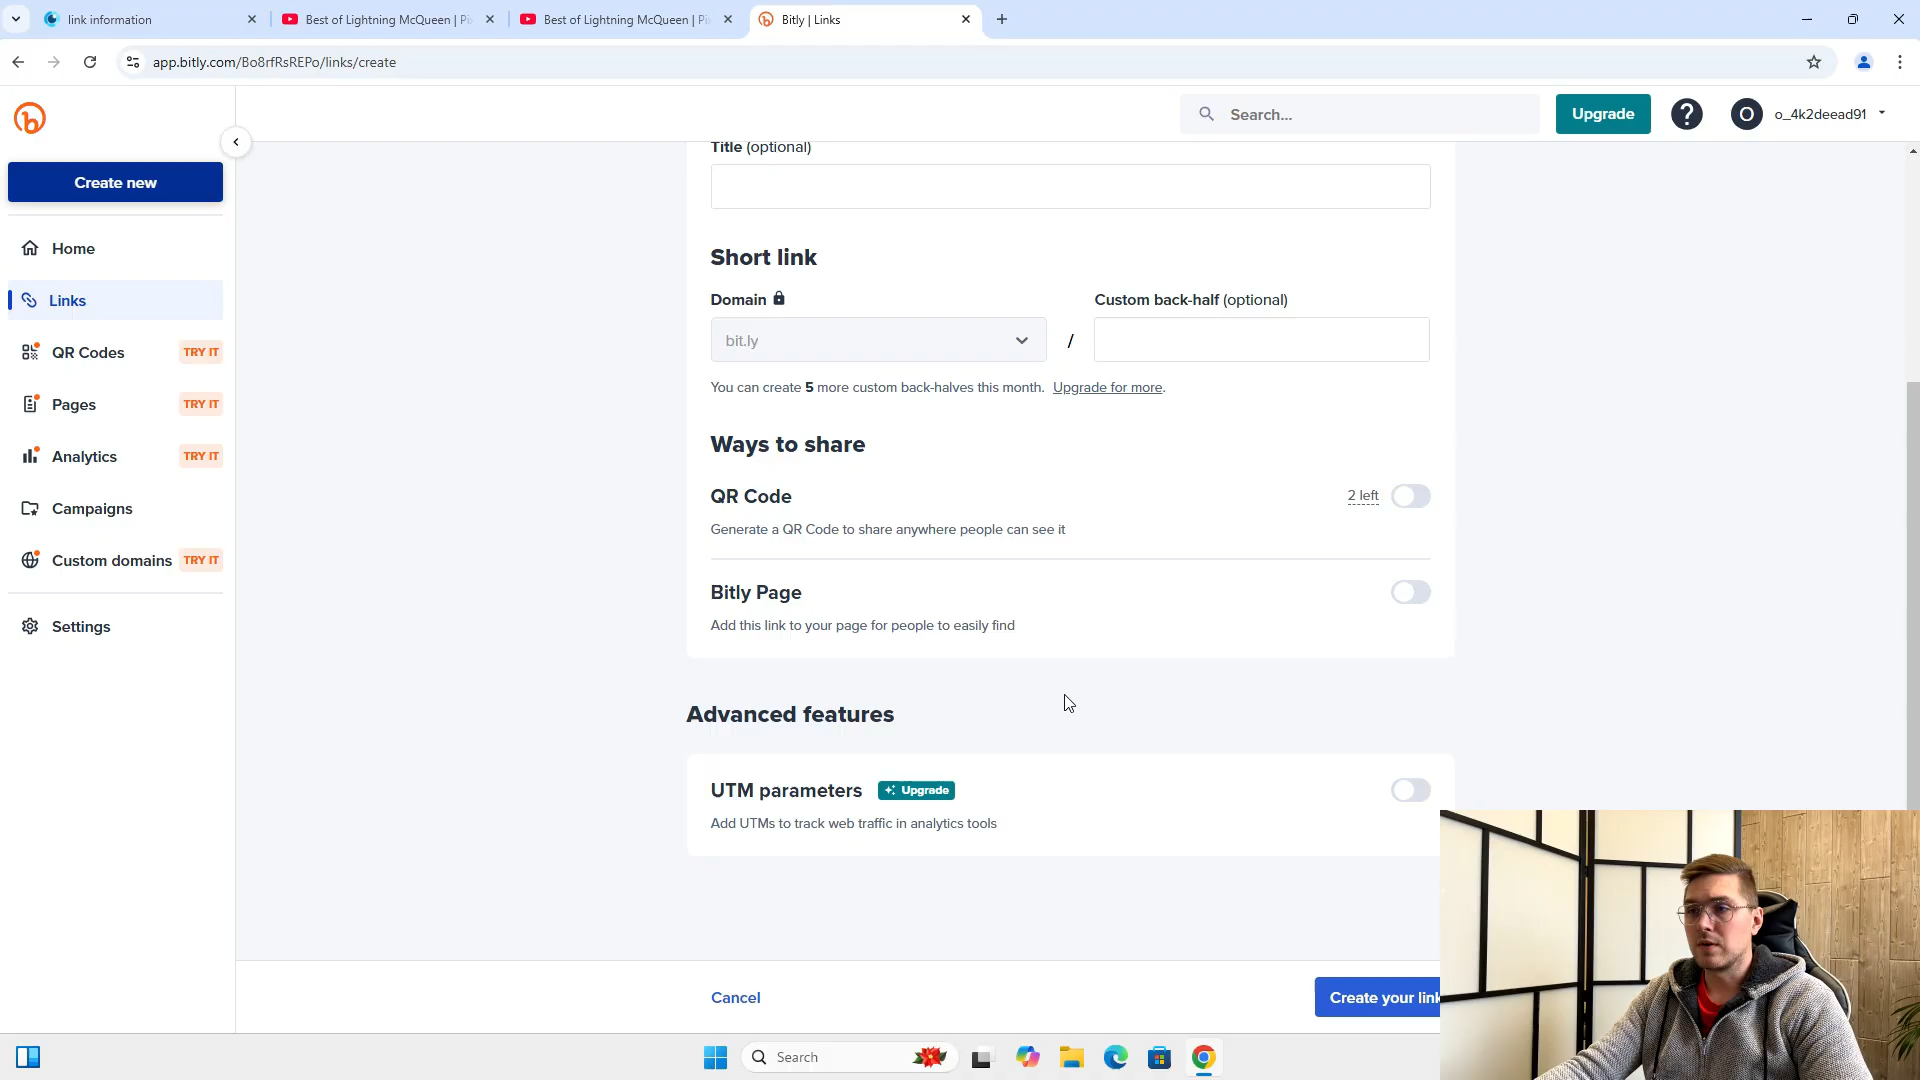 link information
Best of Lightning McQueen | Pi
Best of Lightning McQueen | Pi
Bitly | Links
app.bitly.com/Bo8rfRsREPo/links/create
Search...
Upgrade
?
O
o_4k2deead91
b
Create new
Home
Links
QR Codes
TRY IT
Pages
TRY IT
Analytics
TRY IT
Campaigns
Custom domains
TRY IT
Settings
Title (optional)
Short link
Domain
Custom back-half (optional)
bit.ly
/
You can create 5 more custom back-halves this month. Upgrade for more.
Ways to share
QR Code
2 left
Generate a QR Code to share anywhere people can see it
Bitly Page
Add this link to your page for people to easily find
Advanced features
UTM parameters
Upgrade
Add UTMs to track web traffic in analytics tools
Cancel
Create your link
Search